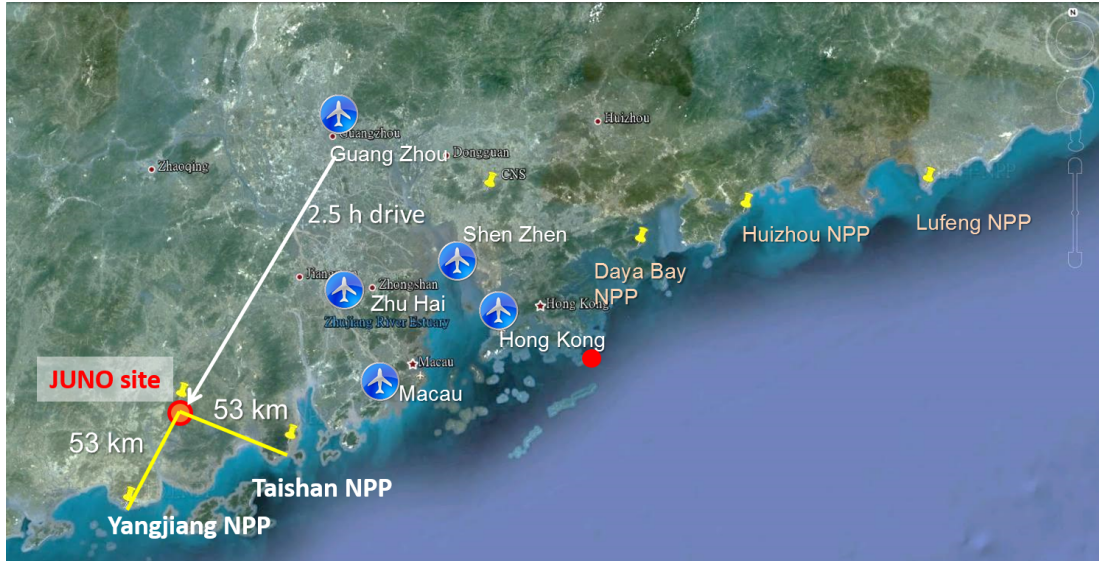 N
Huizhou
Guangzhou
Guang Zhou
Dongguan
Zhaoqing
CNS
2.5 h drive
Lufeng NPP
Huizhou NPP
Shen Zhen
Daya Bay
NPP
Zhongshan
Zhu Hai
Hong Kong
Zhujiang River Estuary
Hong Kong
Macau
JUNO site
Macau
53 km
53 km
Taishan NPP
Yangjiang NPP